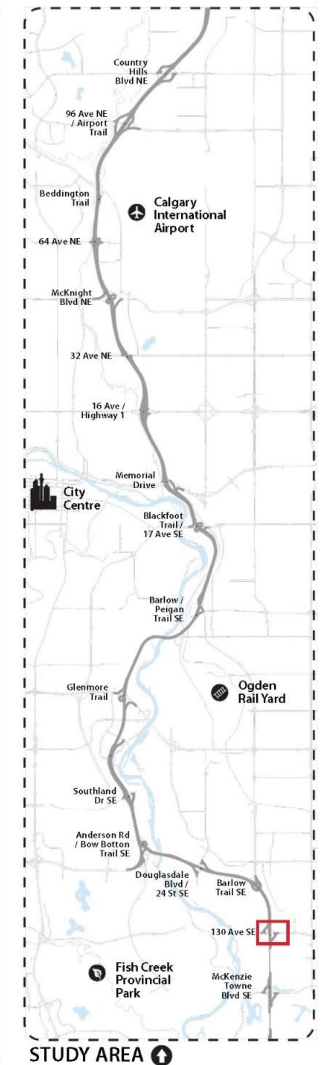 Country
Hills
Blvd NE
96 Ave NE
/ Airport
Trail
Beddington
Trail
Calgary
International
Airport
64 Ave NE
McKnight
Blvd NE
32 Ave NE
16 Ave /
Highway 1
Memorial
Drive
City
Centre
Blackfoot
Trail /
17 Ave SE
Barlow /
Peigan
Trail SE
Glenmore
Trail
Ogden
Rail Yard
Southland
Dr SE
Anderson Rd
/ Bow Botton
Trail SE
Douglasdale
Blvd /
24 St SE
Barlow
Trail SE
130 Ave SE
Fish Creek
Provincial
Park
McKenzie
Towne
Blvd SE
STUDY AREA